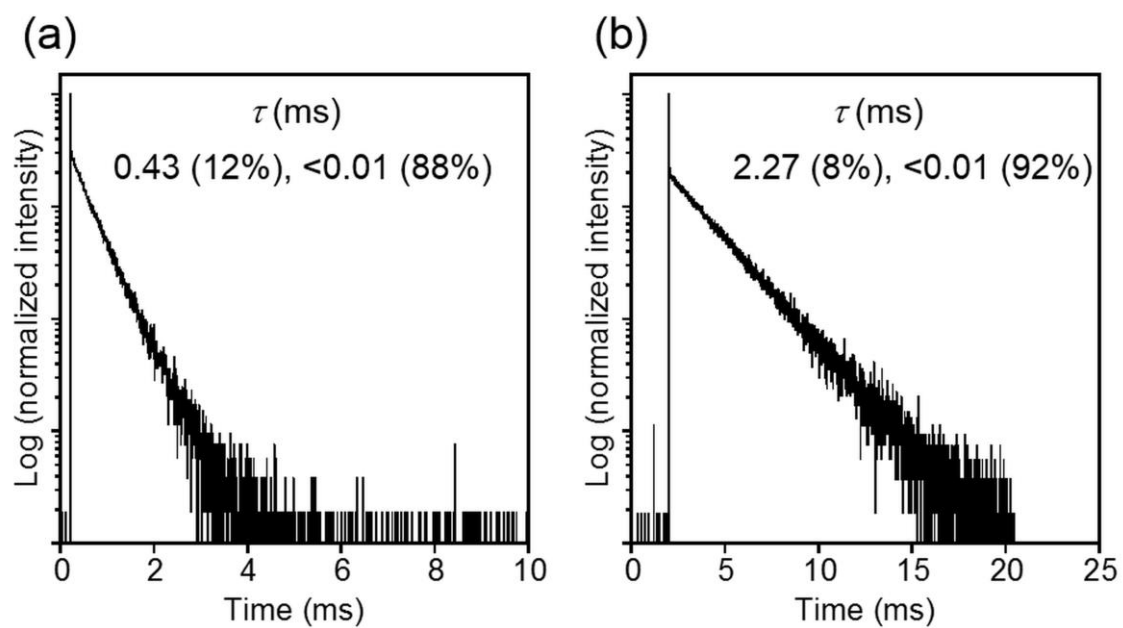 (a)
τ (ms)
0.43 (12%), <0.01 (88%)
Log (normalized intensity)
0 2 4 6 8 10
Time (ms)
(b)
τ (ms)
2.27 (8%), <0.01 (92%)
Log (normalized intensity)
0 5 10 15 20 25
Time (ms)